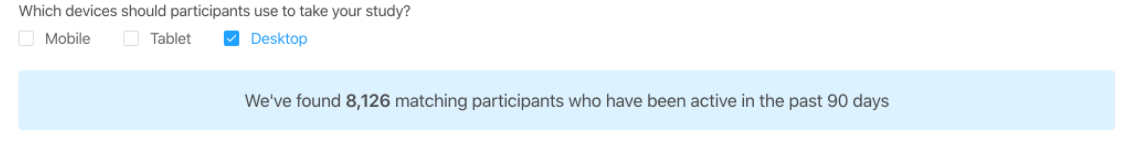 Which devices should participants use to take your study?
Mobile Tablet Desktop
We've found 8,126 matching participants who have been active in the past 90 days